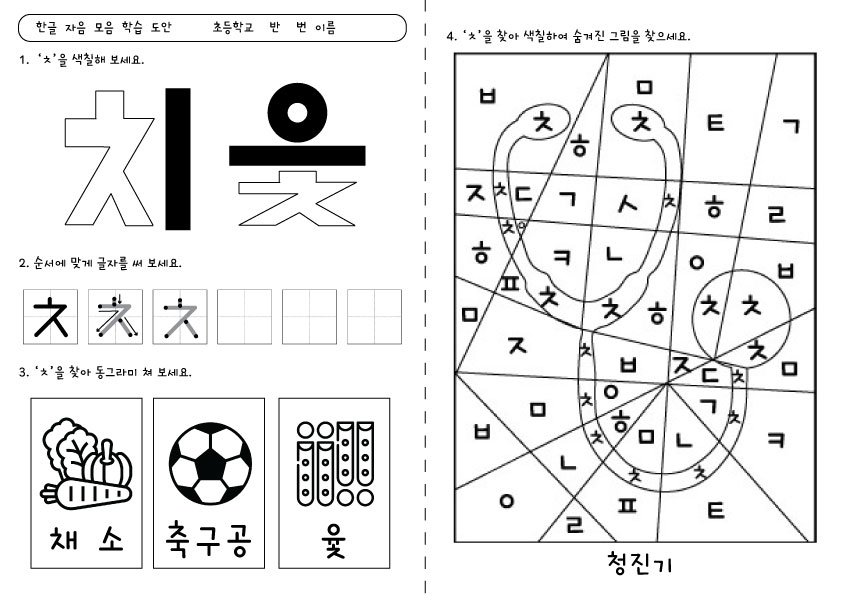 한글 자음 모음 학습 도안 초등학교 반 번 이름
1. 'ㅊ'을 색칠해 보세요.
치 읓
2. 순서에 맞게 글자를 써 보세요.
ㅊ ㅊ ㅊ
3. 'ㅊ'을 찾아 동그라미 쳐 보세요.
채 소
축구공
윷
4. 'ㅊ'을 찾아 색칠하여 숨겨진 그림을 찾으세요.
ㅂ ㅁ
ㅊ ㅊ ㅌ ㄱ
ㅎ
ㅈ ㅊ ㄷ ㄱ ㅅ ㅊ ㅎ ㄹ
ㅊ ㅇ
ㅎ ㅋ ㄴ ㅇ ㅂ
ㅍ ㅊ
ㅁ ㅊ ㅎ ㅊ ㅊ
ㅈ ㅊ ㅊ
ㅂ ㅈ ㄷ ㅊ ㅁ
ㅁ ㅊ ㅇ ㄱ
ㅂ ㅊ ㅎ ㅁ ㄴ ㅊ ㅋ
ㄴ ㅊ ㅊ
ㅇ ㅍ ㅌ
ㄹ
청진기